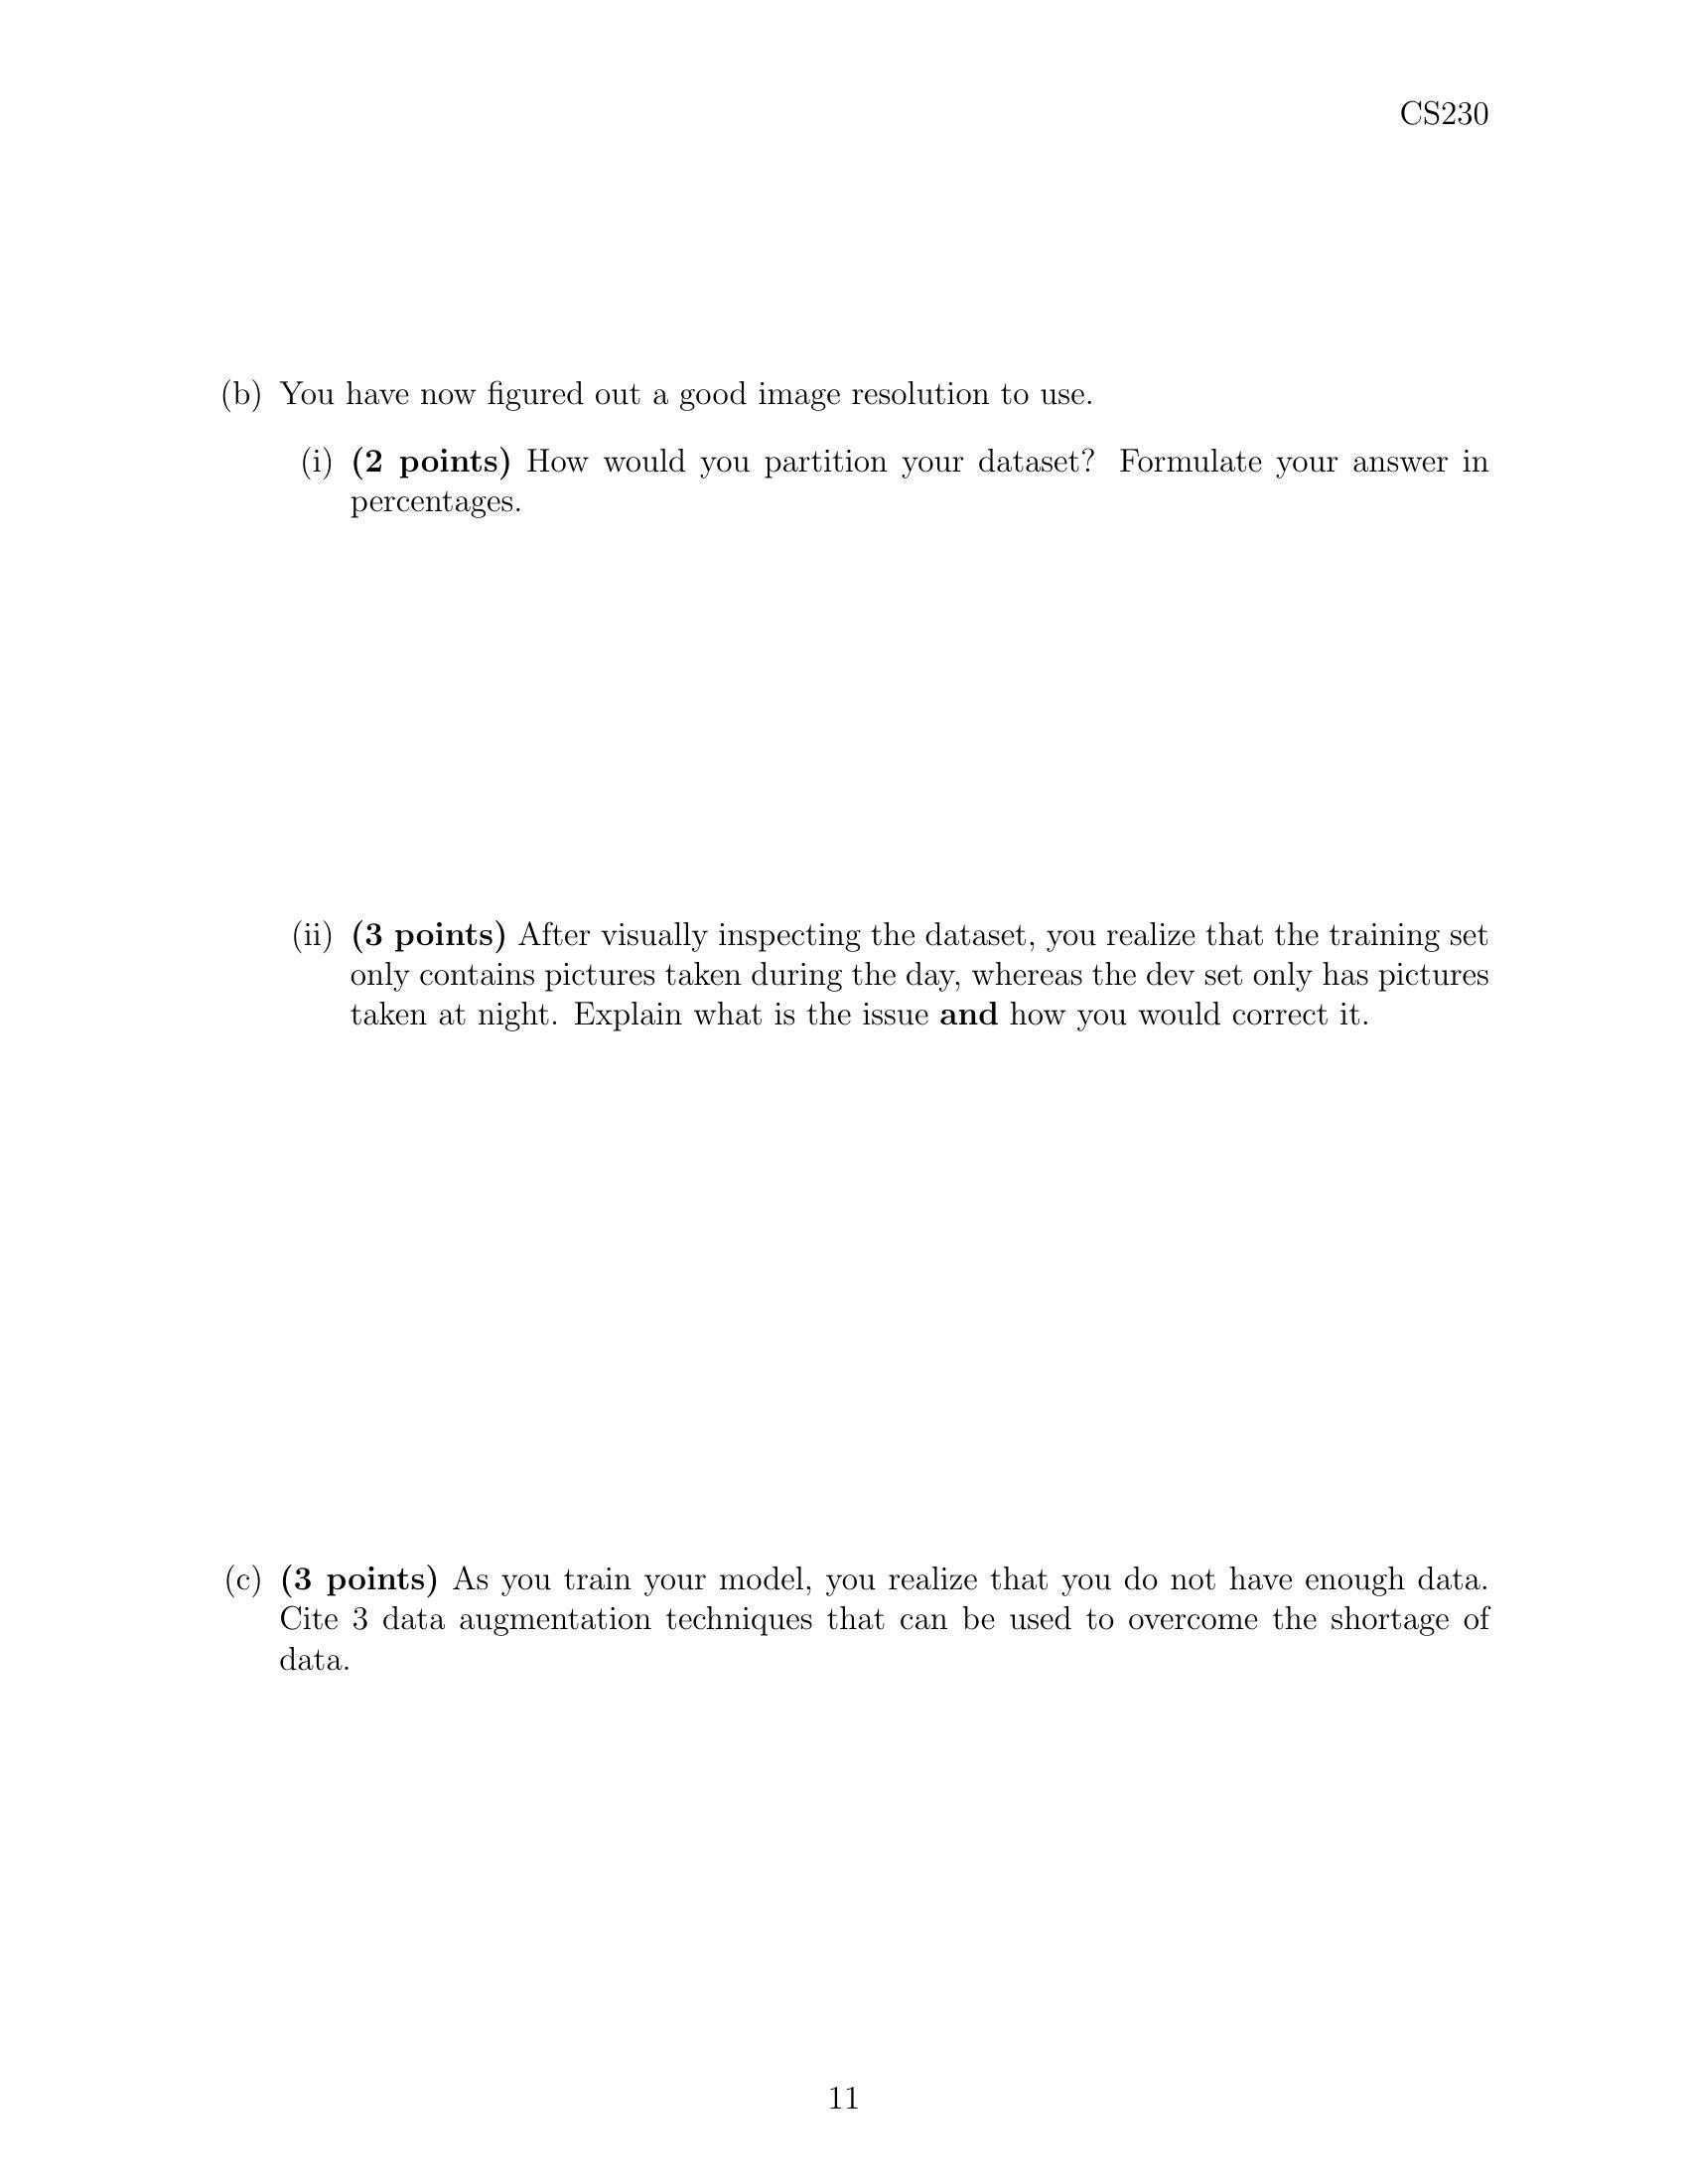 CS230
(b) You have now figured out a good image resolution to use.
(i) (2 points) How would you partition your dataset? Formulate your answer in
percentages.
(ii) (3 points) After visually inspecting the dataset, you realize that the training set
only contains pictures taken during the day, whereas the dev set only has pictures
taken at night. Explain what is the issue and how you would correct it.
(c) (3 points) As you train your model, you realize that you do not have enough data.
Cite 3 data augmentation techniques that can be used to overcome the shortage of
data.
11